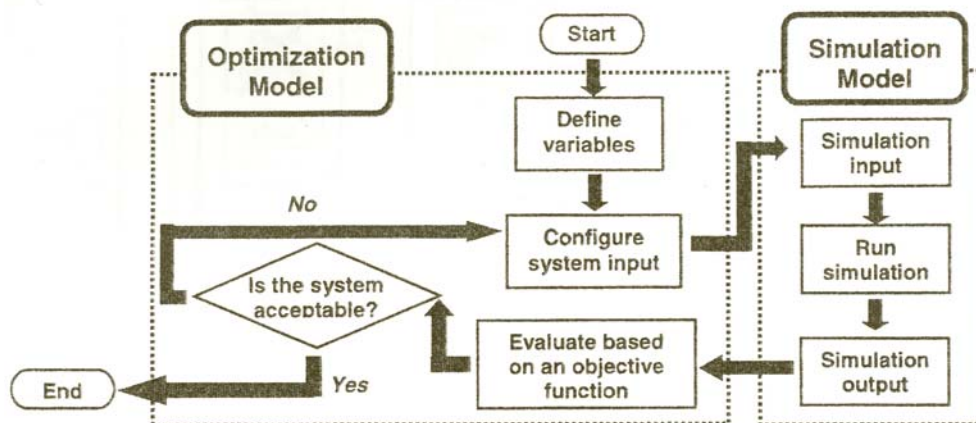 Start
Optimization
Model
Simulation
Model
Define
variables
Simulation
input
No
Configure
system input
Run
simulation
Is the system
acceptable?
Evaluate based
on an objective
function
Simulation
output
Yes
End